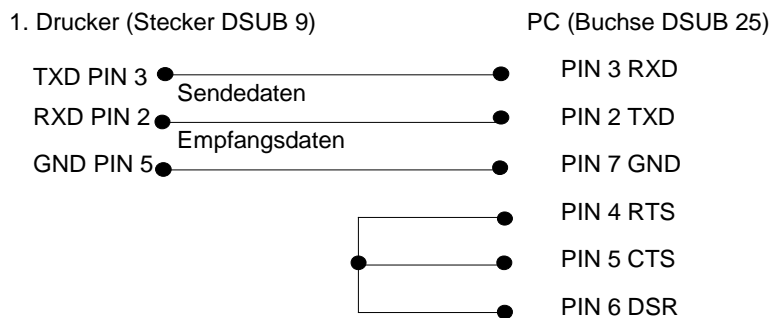 1. Drucker (Stecker DSUB 9) PC (Buchse DSUB 25)
TXD PIN 3 PIN 3 RXD
Sendedaten
RXD PIN 2 PIN 2 TXD
Empfangsdaten
GND PIN 5 PIN 7 GND
PIN 4 RTS
PIN 5 CTS
PIN 6 DSR